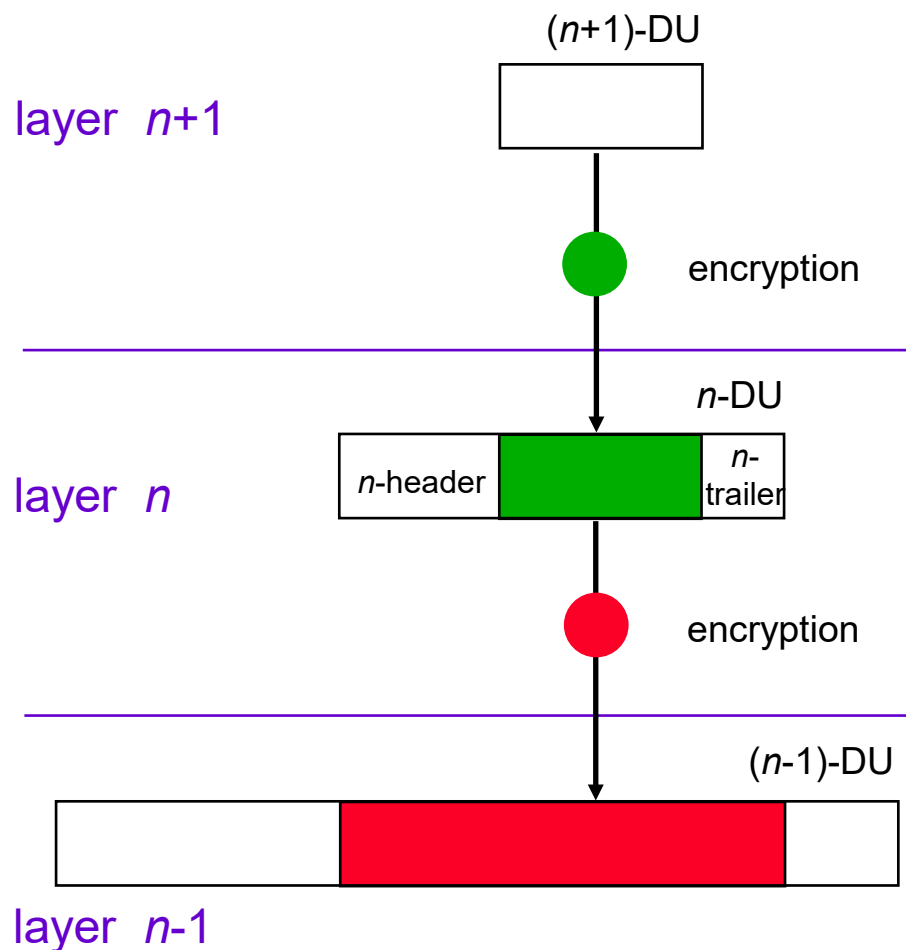 (n+1)-DU
layer n+1
encryption
n-DU
n-header
n-
trailer
layer n
encryption
(n-1)-DU
layer n-1